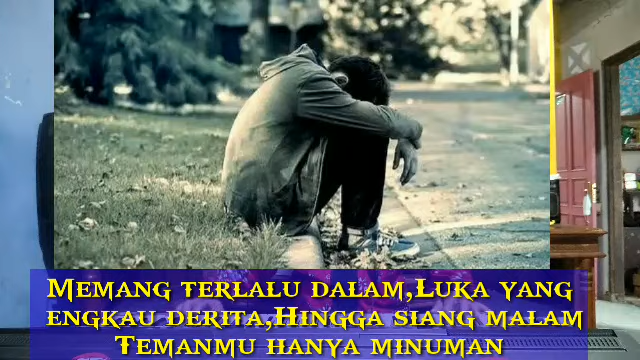 Memang terlalu dalam,Luka yang
engkau derita,Hingga siang malam
Temanmu hanya minuman